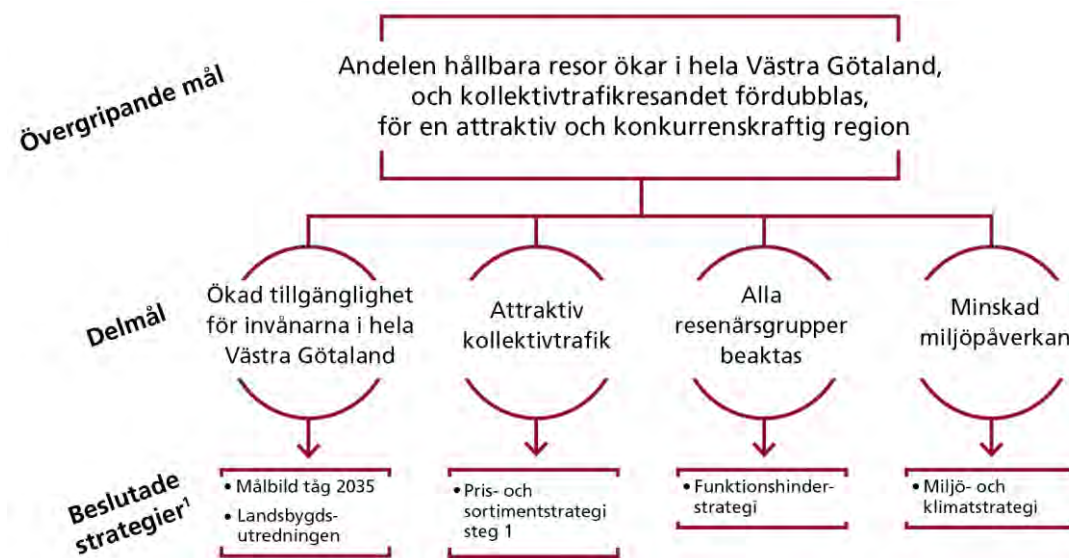 Övergripande mål
Andelen hållbara resor ökar i hela Västra Götaland,
och kollektivtrafikresandet fördubblas,
för en attraktiv och konkurrenskraftig region
Delmål
Ökad tillgänglighet
för invånarna i hela
Västra Götaland
Attraktiv
kollektivtrafik
Alla
resenärsgrupper
beaktas
Minskad
miljöpåverkan
Beslutade
strategier¹
• Målbild tåg 2035
• Landsbygds-
utredningen
• Pris- och
sortimentstrategi
steg 1
• Funktionshinder-
strategi
• Miljö- och
klimatstrategi